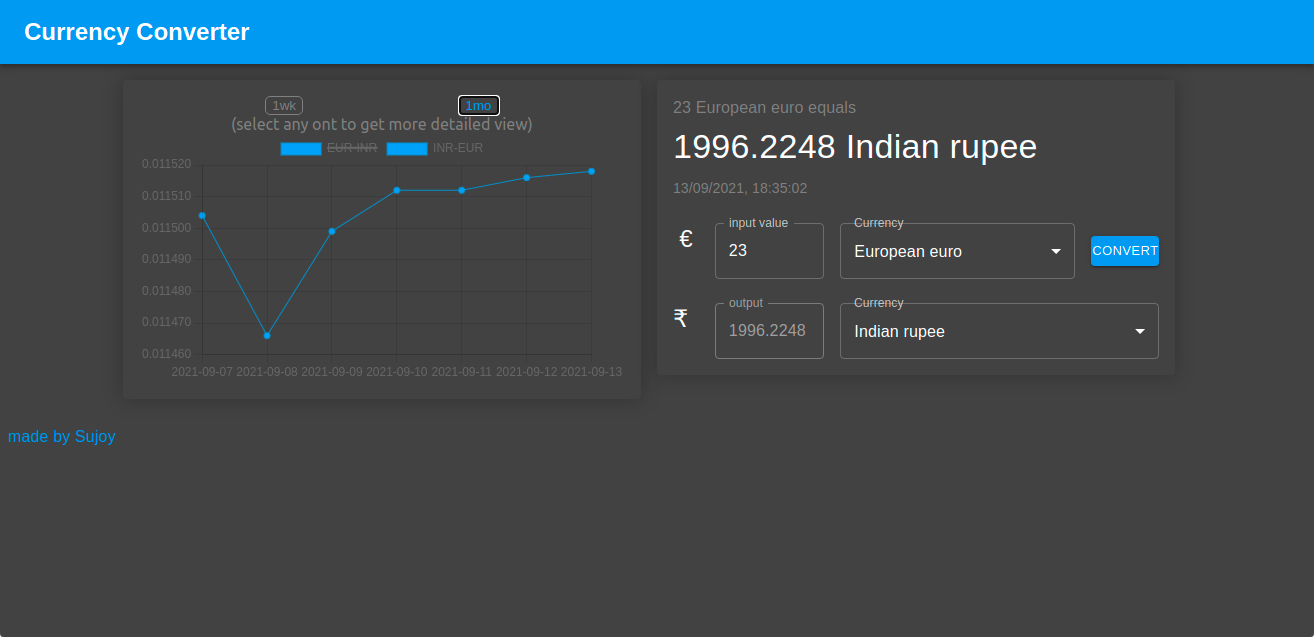 Currency Converter
1wk 1mo
(select any ont to get more detailed view)
EUR-INR INR-EUR
0.011520
0.011510
0.011500
0.011490
0.011480
0.011470
0.011460
2021-09-07 2021-09-08 2021-09-09 2021-09-10 2021-09-11 2021-09-12 2021-09-13
23 European euro equals
1996.2248 Indian rupee
13/09/2021, 18:35:02
input value Currency
€ 23 European euro CONVERT
output Currency
₹ 1996.2248 Indian rupee
made by Sujoy